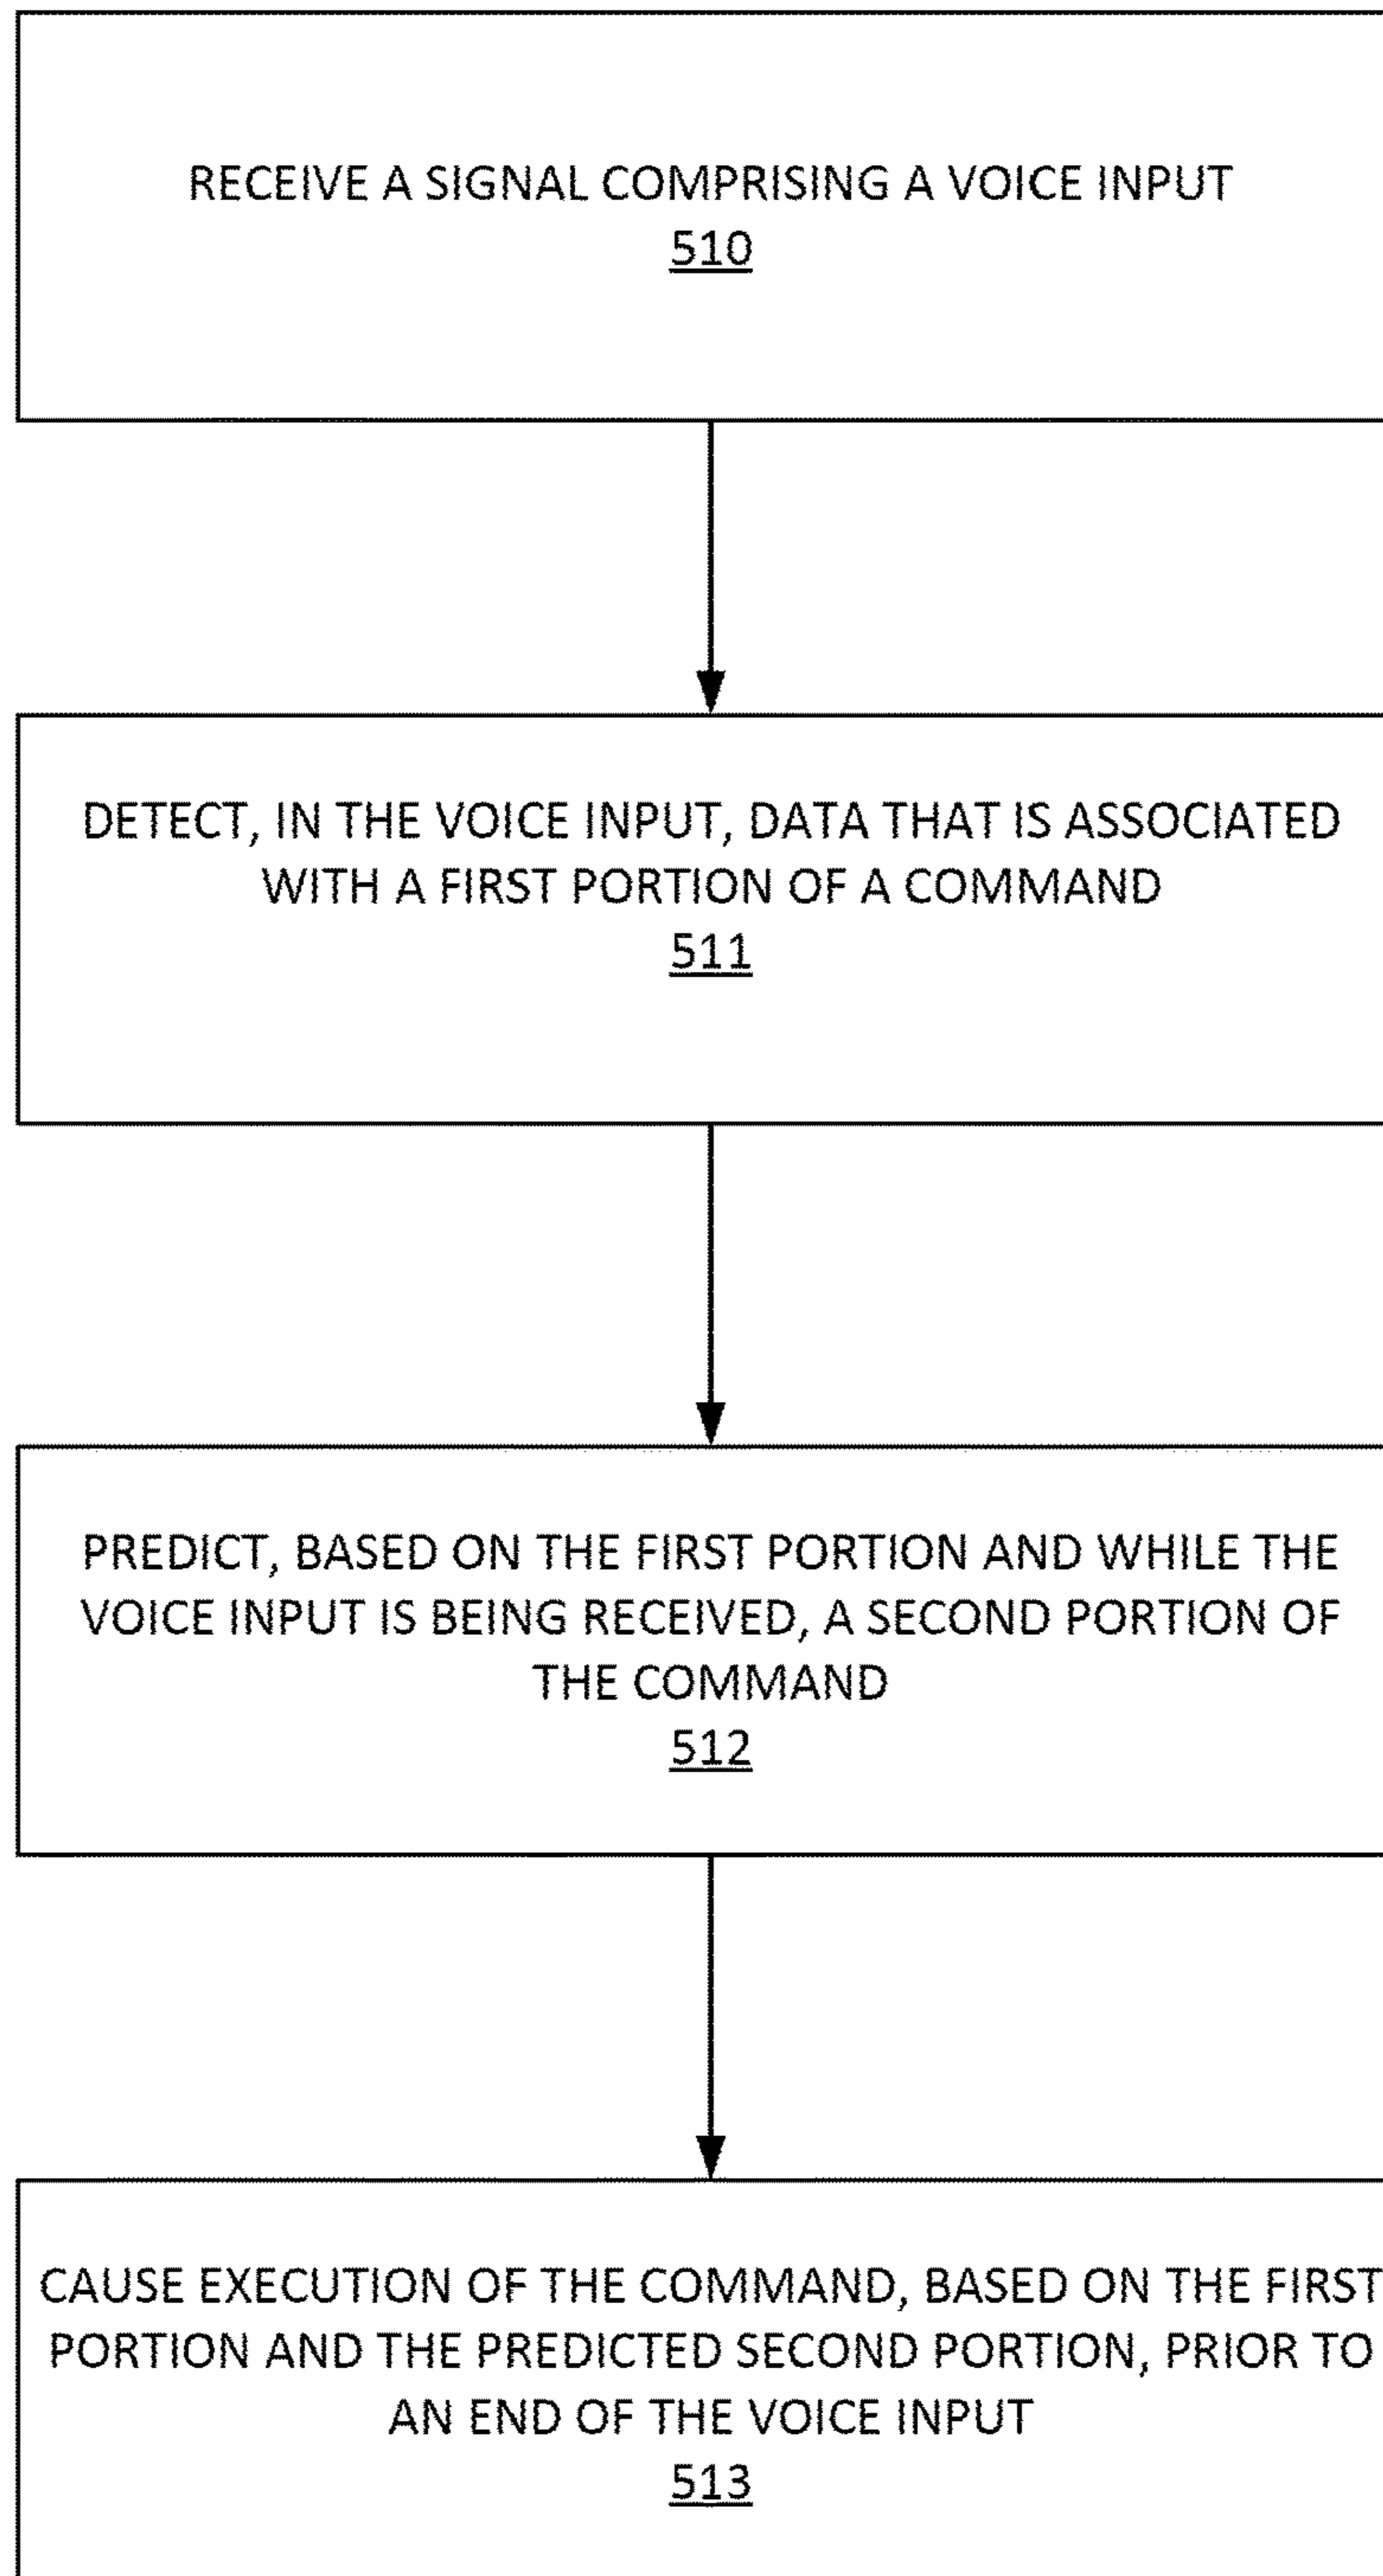 RECEIVE A SIGNAL COMPRISING A VOICE INPUT
510
DETECT, IN THE VOICE INPUT, DATA THAT IS ASSOCIATED
WITH A FIRST PORTION OF A COMMAND
511
PREDICT, BASED ON THE FIRST PORTION AND WHILE THE
VOICE INPUT IS BEING RECEIVED, A SECOND PORTION OF
THE COMMAND
512
CAUSE EXECUTION OF THE COMMAND, BASED ON THE FIRST
PORTION AND THE PREDICTED SECOND PORTION, PRIOR TO
AN END OF THE VOICE INPUT
513